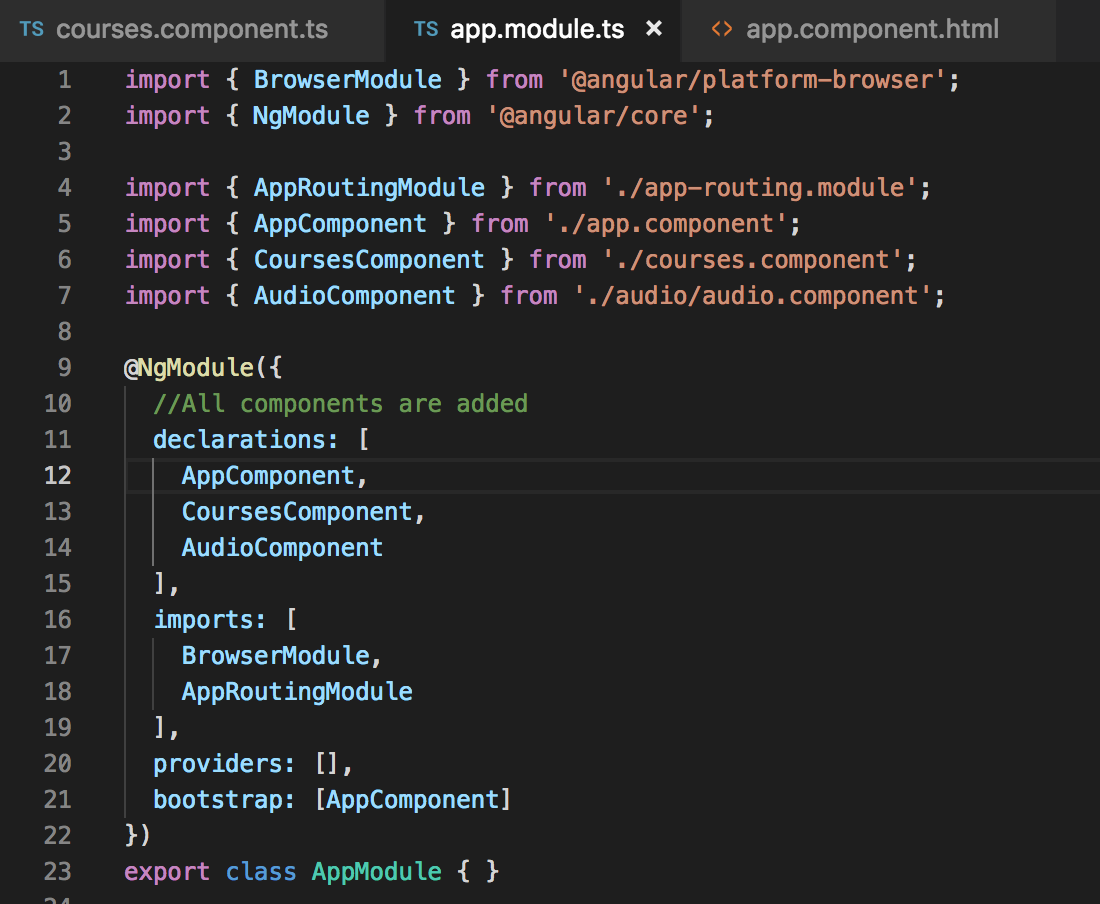 TS courses.component.ts TS app.module.ts × <> app.component.html
1 import { BrowserModule } from '@angular/platform-browser';
2 import { NgModule } from '@angular/core';
3
4 import { AppRoutingModule } from './app-routing.module';
5 import { AppComponent } from './app.component';
6 import { CoursesComponent } from './courses.component';
7 import { AudioComponent } from './audio/audio.component';
8
9 @NgModule({
10 //All components are added
11 declarations: [
12 AppComponent,
13 CoursesComponent,
14 AudioComponent
15 ],
16 imports: [
17 BrowserModule,
18 AppRoutingModule
19 ],
20 providers: [],
21 bootstrap: [AppComponent]
22 })
23 export class AppModule { }
24